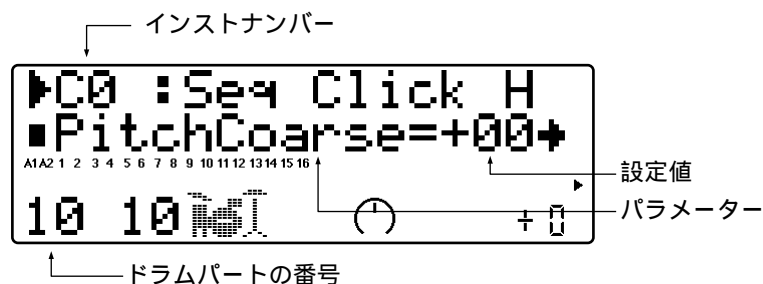 インストナンバー
▶C0 :Seq Click H
■PitchCoarse=+00➔
A1 A2 1 2 3 4 5 6 7 8 9 10 11 12 13 14 15 16
設定値
パラメーター
10 10 ÷ 0
ドラムパートの番号